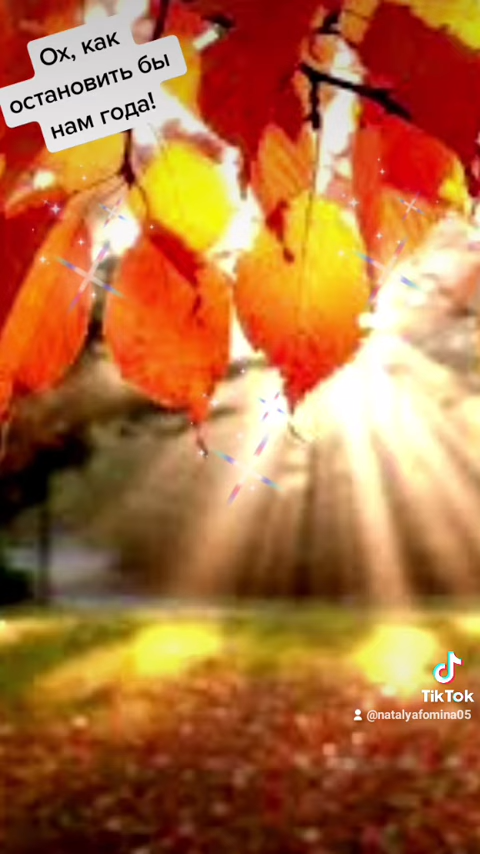 Ох, как
остановить бы
нам года!
TikTok
@natalyafomina05